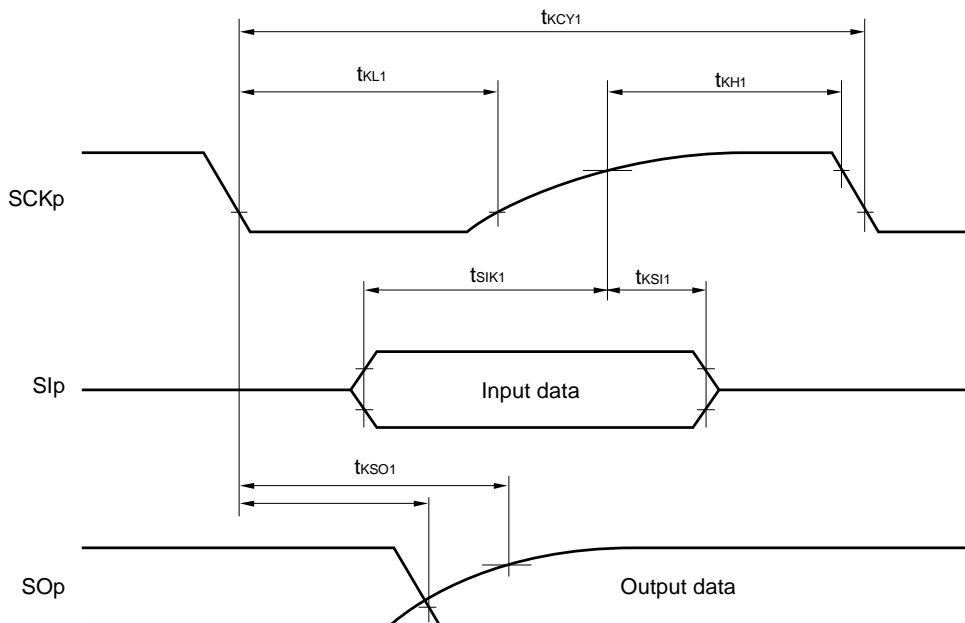 tKCY1
tKL1
tKH1
SCKp
tSIK1
tKSI1
SIp
Input data
tKSO1
SOp
Output data